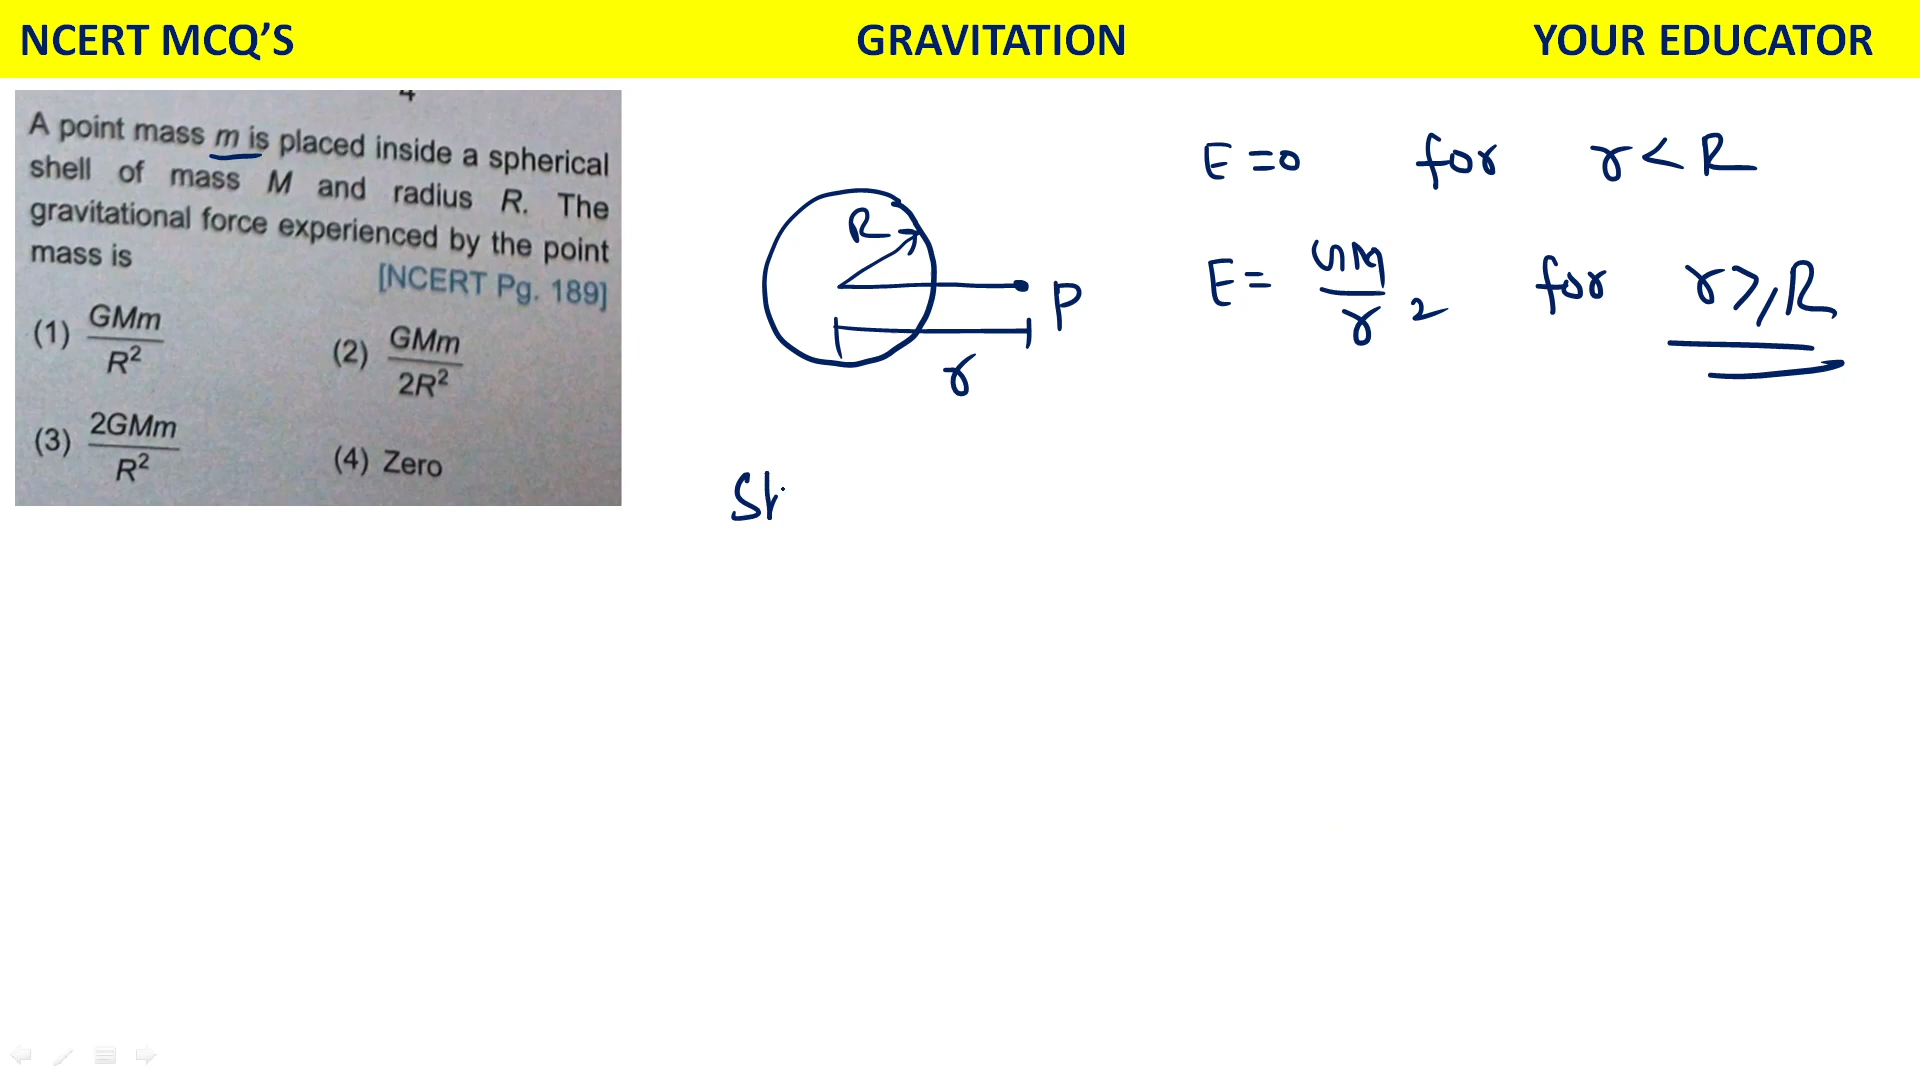 NCERT MCQ’S GRAVITATION YOUR EDUCATOR
4
A point mass m is placed inside a spherical
shell of mass M and radius R. The
gravitational force experienced by the point
mass is
[NCERT Pg. 189]
(1) GMm/R²
(2) GMm/2R²
(3) 2GMm/R²
(4) Zero
R
P
r
E = 0 for r < R
E = GM/r² for r ≥ R